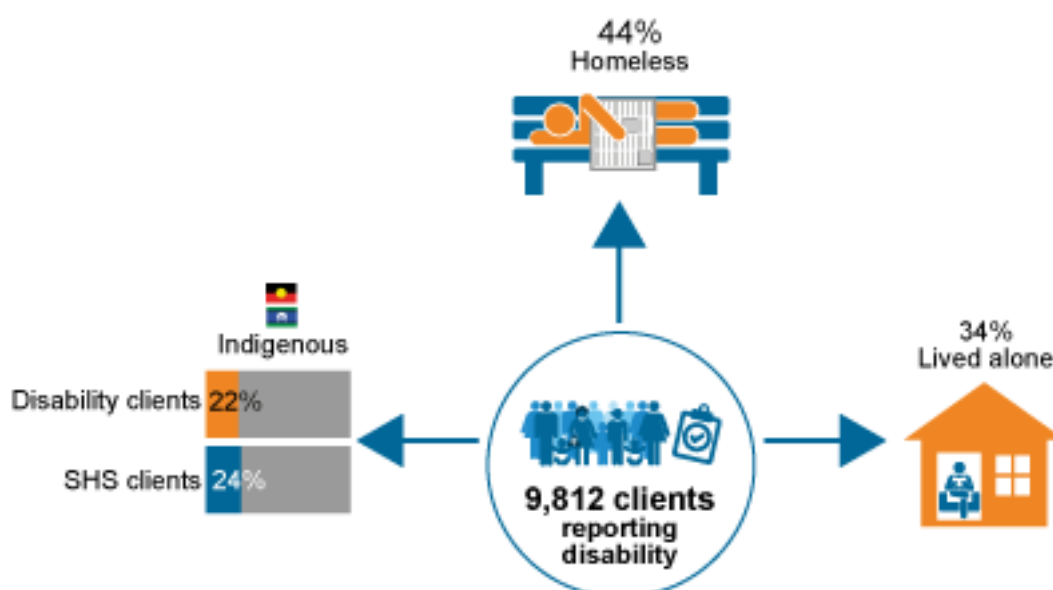 44%
Homeless
Indigenous
Disability clients 22%
SHS clients 24%
9,812 clients
reporting
disability
34%
Lived alone